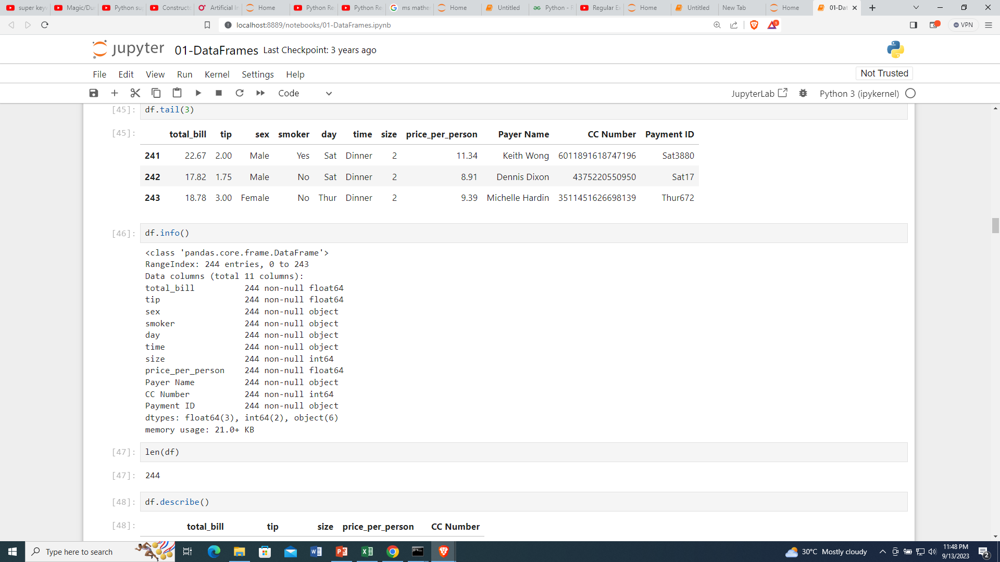 super key
Magic/Du
Python su
Constructo
Artificial In
Home
Python Re
Python Re
ms mathe
Home
Untitled
Python - R
Regular Ex
Home
Untitled
New Tab
Home
01-Dat
localhost:8889/notebooks/01-DataFrames.ipynb
1
VPN
jupyter 01-DataFrames Last Checkpoint: 3 years ago
File Edit View Run Kernel Settings Help
Not Trusted
Code
JupyterLab
Python 3 (ipykernel)
[45]: df.tail(3)
[45]: total_bill tip sex smoker day time size price_per_person Payer Name CC Number Payment ID
241 22.67 2.00 Male Yes Sat Dinner 2 11.34 Keith Wong 6011891618747196 Sat3880
242 17.82 1.75 Male No Sat Dinner 2 8.91 Dennis Dixon 4375220550950 Sat17
243 18.78 3.00 Female No Thur Dinner 2 9.39 Michelle Hardin 3511451626698139 Thur672
[46]: df.info()
<class 'pandas.core.frame.DataFrame'>
RangeIndex: 244 entries, 0 to 243
Data columns (total 11 columns):
total_bill 244 non-null float64
tip 244 non-null float64
sex 244 non-null object
smoker 244 non-null object
day 244 non-null object
time 244 non-null object
size 244 non-null int64
price_per_person 244 non-null float64
Payer Name 244 non-null object
CC Number 244 non-null int64
Payment ID 244 non-null object
dtypes: float64(3), int64(2), object(6)
memory usage: 21.0+ KB
[47]: len(df)
[47]: 244
[48]: df.describe()
[48]: total_bill tip size price_per_person CC Number
Type here to search
30°C Mostly cloudy
11:48 PM
9/13/2023
2